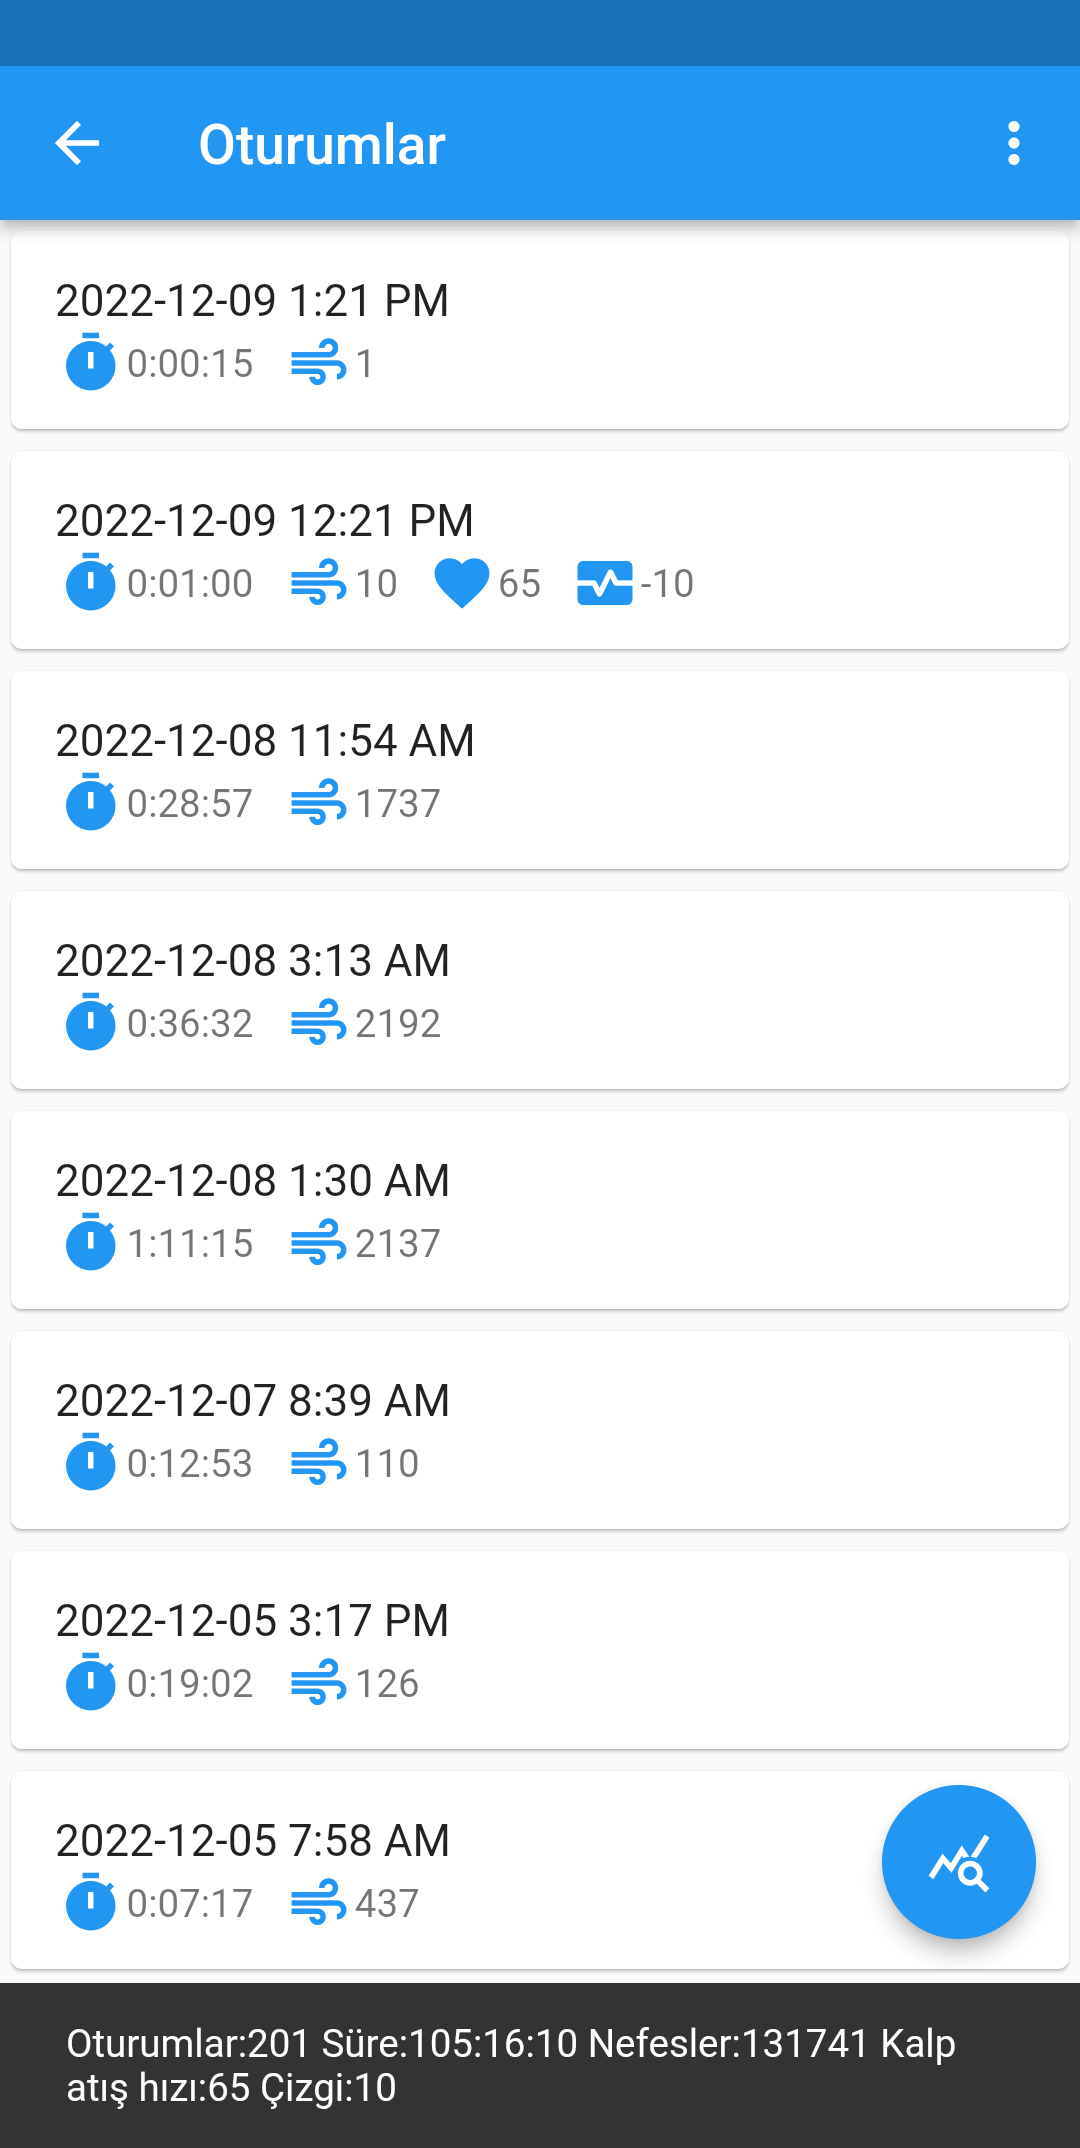 Oturumlar
2022-12-09 1:21 PM
0:00:15 1
2022-12-09 12:21 PM
0:01:00 10 65 -10
2022-12-08 11:54 AM
0:28:57 1737
2022-12-08 3:13 AM
0:36:32 2192
2022-12-08 1:30 AM
1:11:15 2137
2022-12-07 8:39 AM
0:12:53 110
2022-12-05 3:17 PM
0:19:02 126
2022-12-05 7:58 AM
0:07:17 437
Oturumlar:201 Süre:105:16:10 Nefesler:131741 Kalp
atış hızı:65 Çizgi:10